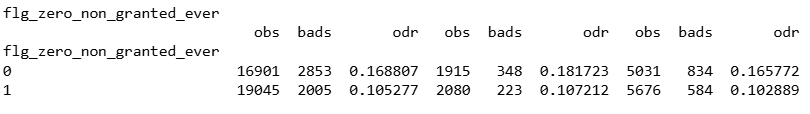 flg_zero_non_granted_ever
obs bads odr obs bads odr obs bads odr
flg_zero_non_granted_ever
0 16901 2853 0.168807 1915 348 0.181723 5031 834 0.165772
1 19045 2005 0.105277 2080 223 0.107212 5676 584 0.102889